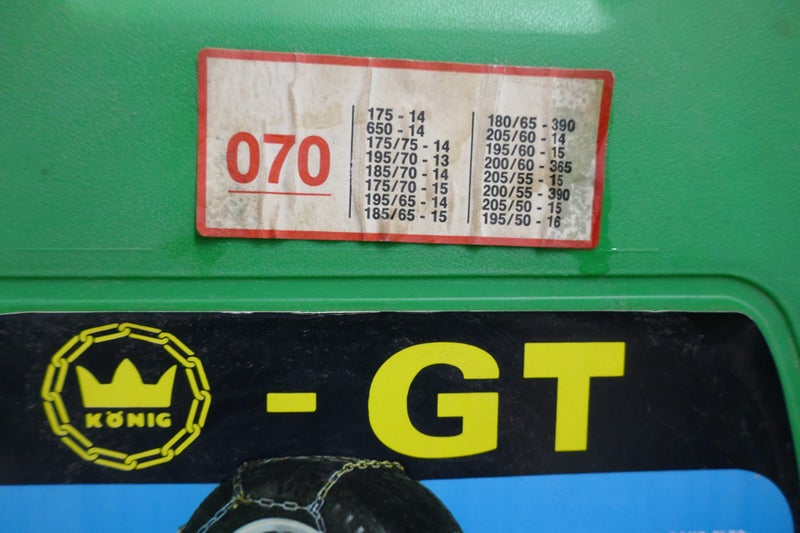 070
175 - 14
650 - 14
175/75 - 14
195/70 - 13
185/70 - 14
175/70 - 15
195/65 - 14
185/65 - 15
180/65 - 390
205/60 - 14
195/60 - 15
200/60 - 365
205/55 - 15
200/55 - 390
205/50 - 15
195/50 - 16
KÖNIG
- GT